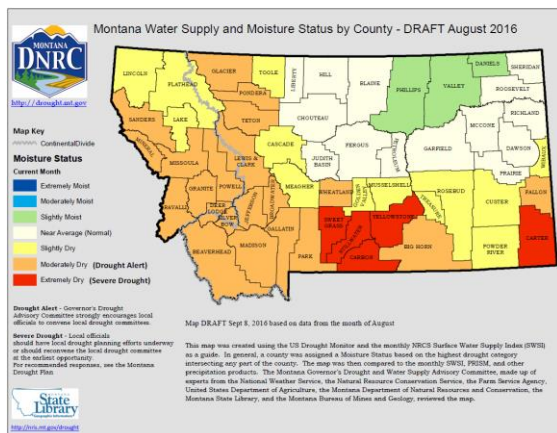 Montana Water Supply and Moisture Status by County - DRAFT August 2016
MONTANA
DNRC
http://drought.mt.gov
Map Key
ContinentalDivide
Moisture Status
Current Month
Extremely Moist
Moderately Moist
Slightly Moist
Near Average (Normal)
Slightly Dry
Moderately Dry (Drought Alert)
Extremely Dry (Severe Drought)
LINCOLN
FLATHEAD
GLACIER
TOOLE
LIBERTY
HILL
BLAINE
PHILLIPS
VALLEY
DANIELS
SHERIDAN
ROOSEVELT
PONDERA
SANDERS
LAKE
TETON
CHOUTEAU
RICHLAND
MCCONE
MINERAL
MISSOULA
LEWIS & CLARK
CASCADE
JUDITH BASIN
FERGUS
PETROLEUM
GARFIELD
DAWSON
PRAIRIE
WIBAUX
GRANITE
POWELL
MEAGHER
WHEATLAND
GOLDEN VALLEY
MUSSELSHELL
ROSEBUD
CUSTER
FALLON
RAVALLI
DEER LODGE
SILVER BOW
JEFFERSON
BROADWATER
GALLATIN
SWEET GRASS
STILLWATER
YELLOWSTONE
TREASURE
BEAVERHEAD
MADISON
PARK
CARBON
BIG HORN
POWDER RIVER
CARTER
Drought Alert - Governor's Drought
Advisory Committee strongly encourages local
officials to convene local drought committees.
Severe Drought - Local officials
should have local drought planning efforts underway
or should reconvene the local drought committee
at the earliest opportunity.
For recommended responses, see the Montana
Drought Plan
Map DRAFT Sept 8, 2016 based on data from the month of August
This map was created using the US Drought Monitor and the monthly NRCS Surface Water Supply Index (SWSI)
as a guide. In general, a county was assigned a Moisture Status based on the highest drought category
intersecting any part of the county. The map was then compared to the monthly SWSI, PRISM, and other
precipitation products. The Montana Governor's Drought and Water Supply Advisory Committee, made up of
experts from the National Weather Service, the Natural Resource Conservation Service, the Farm Service Agency,
United States Department of Agriculture, the Montana Department of Natural Resources and Conservation, the
Montana State Library, and the Montana Bureau of Mines and Geology, reviewed the map.
Montana
State
Library
http://nris.mt.gov/drought